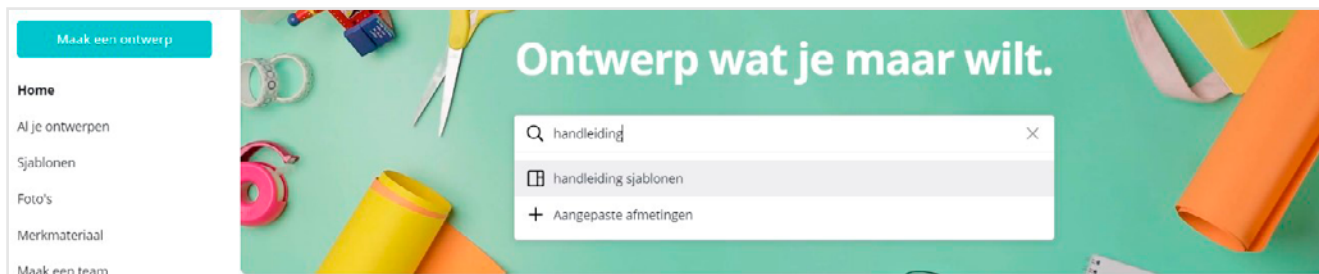 Maak een ontwerp
Home
Al je ontwerpen
Sjablonen
Foto's
Merkmateriaal
Maak een team
Ontwerp wat je maar wilt.
handleiding
handleiding sjablonen
Aangepaste afmetingen